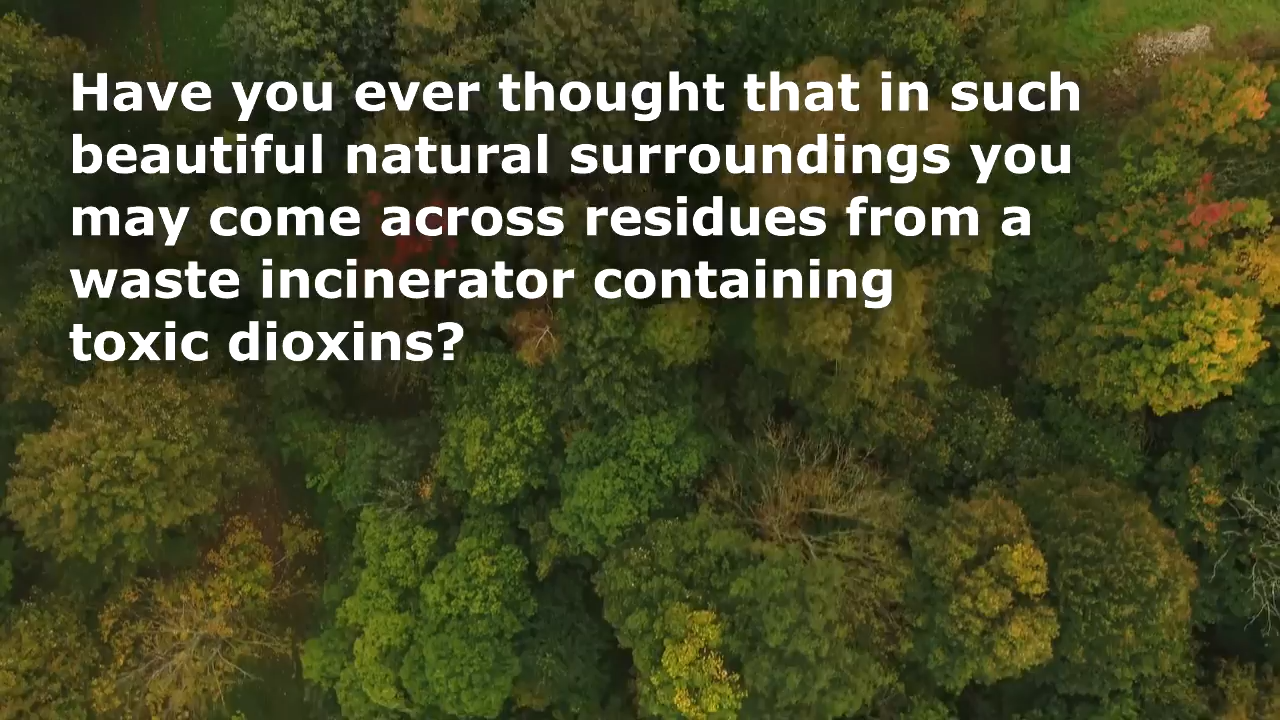 Have you ever thought that in such
beautiful natural surroundings you
may come across residues from a
waste incinerator containing
toxic dioxins?